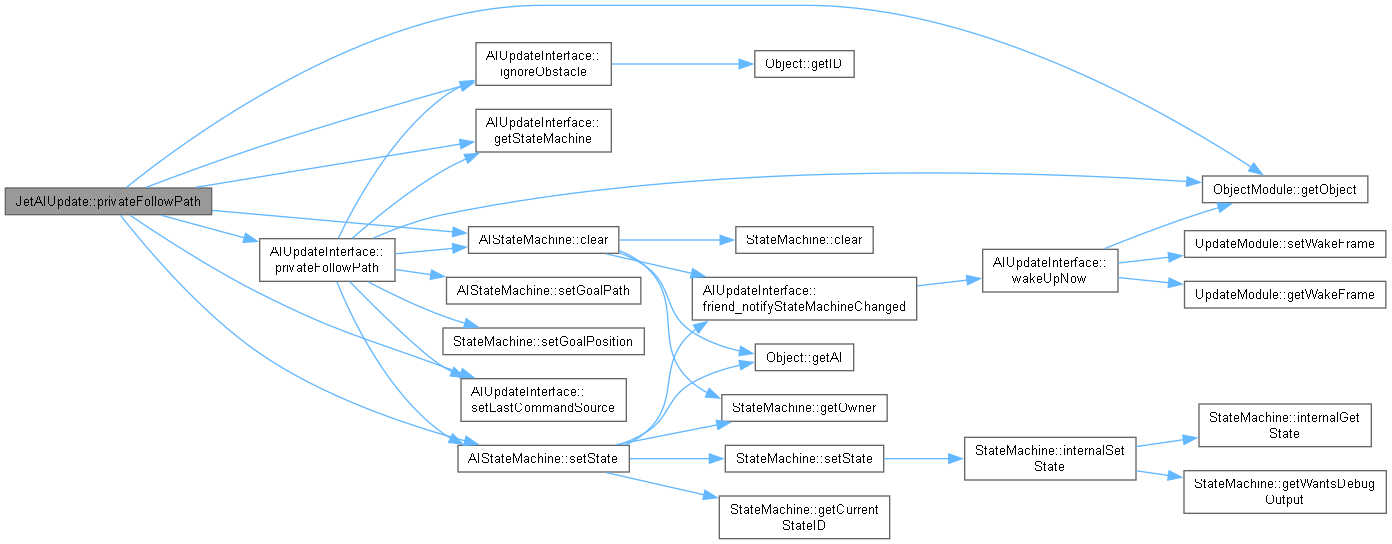 JetAIUpdate::privateFollowPath
AIUpdateInterface::
privateFollowPath
AIUpdateInterface::
ignoreObstacle
AIUpdateInterface::
getStateMachine
AIStateMachine::clear
AIStateMachine::setGoalPath
StateMachine::setGoalPosition
AIUpdateInterface::
setLastCommandSource
AIStateMachine::setState
Object::getID
StateMachine::clear
AIUpdateInterface::
friend_notifyStateMachineChanged
Object::getAI
StateMachine::getOwner
StateMachine::setState
StateMachine::getCurrent
StateID
AIUpdateInterface::
wakeUpNow
StateMachine::internalSet
State
ObjectModule::getObject
UpdateModule::setWakeFrame
UpdateModule::getWakeFrame
StateMachine::internalGet
State
StateMachine::getWantsDebug
Output